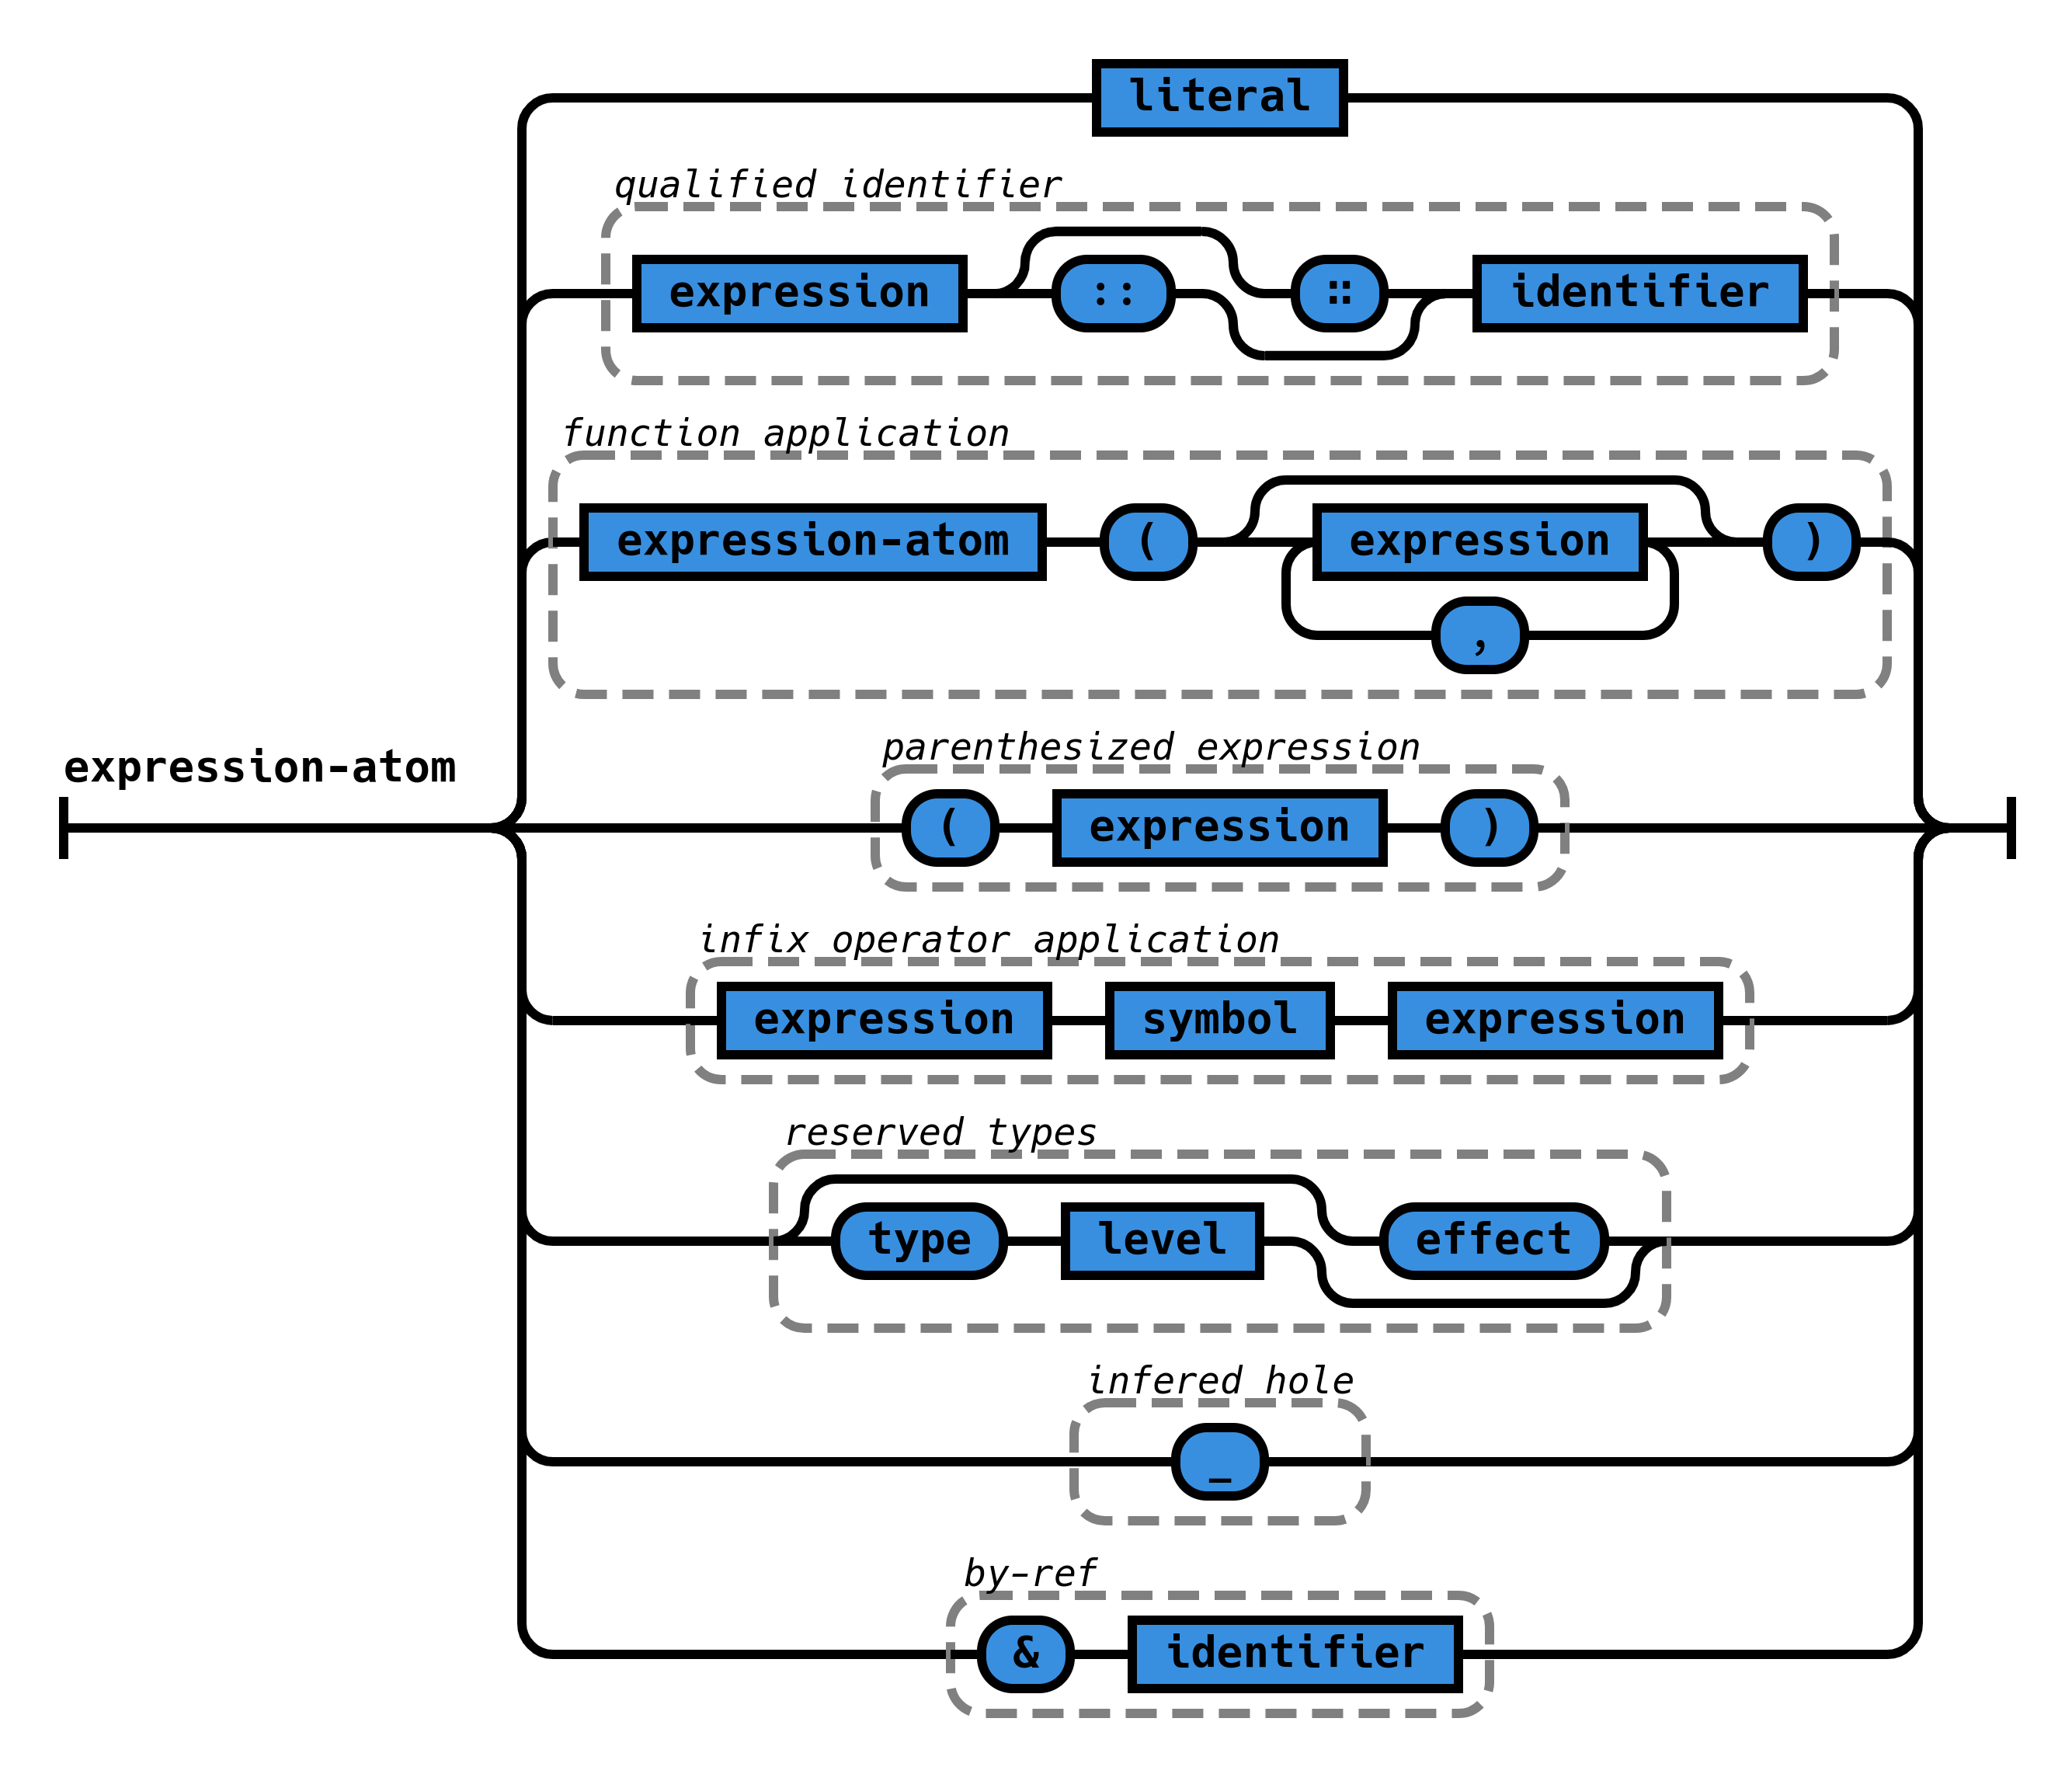 literal
qualified identifier
expression :: ∷ identifier
function application
expression-atom ( expression )
,
expression-atom
parenthesized expression
( expression )
infix operator application
expression symbol expression
reserved types
type level effect
infered hole
_
by-ref
& identifier